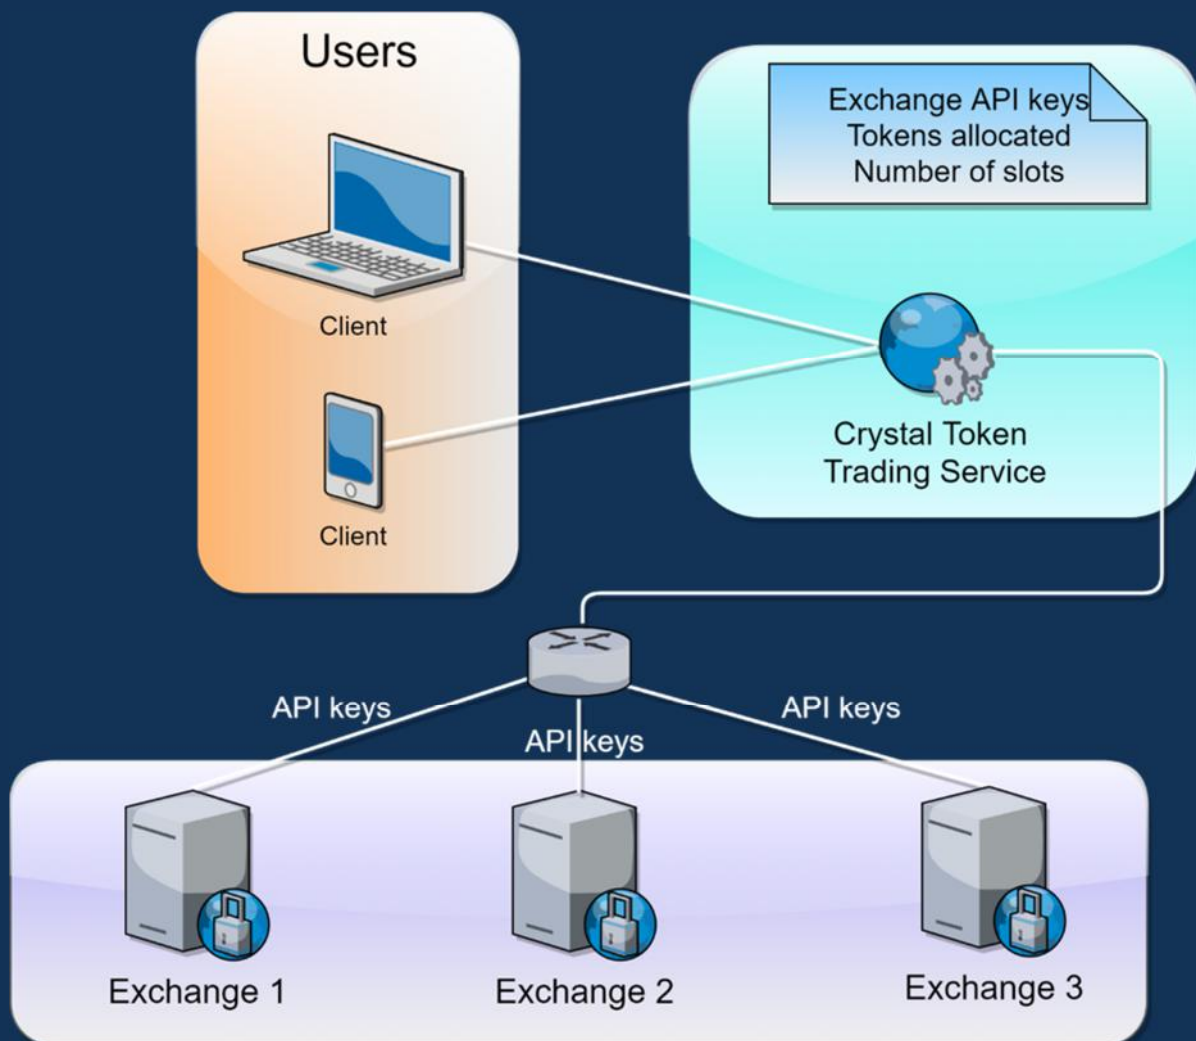 Users
Exchange API keys
Tokens allocated
Number of slots
Client
Crystal Token
Trading Service
Client
API keys
API keys
API keys
Exchange 1
Exchange 2
Exchange 3